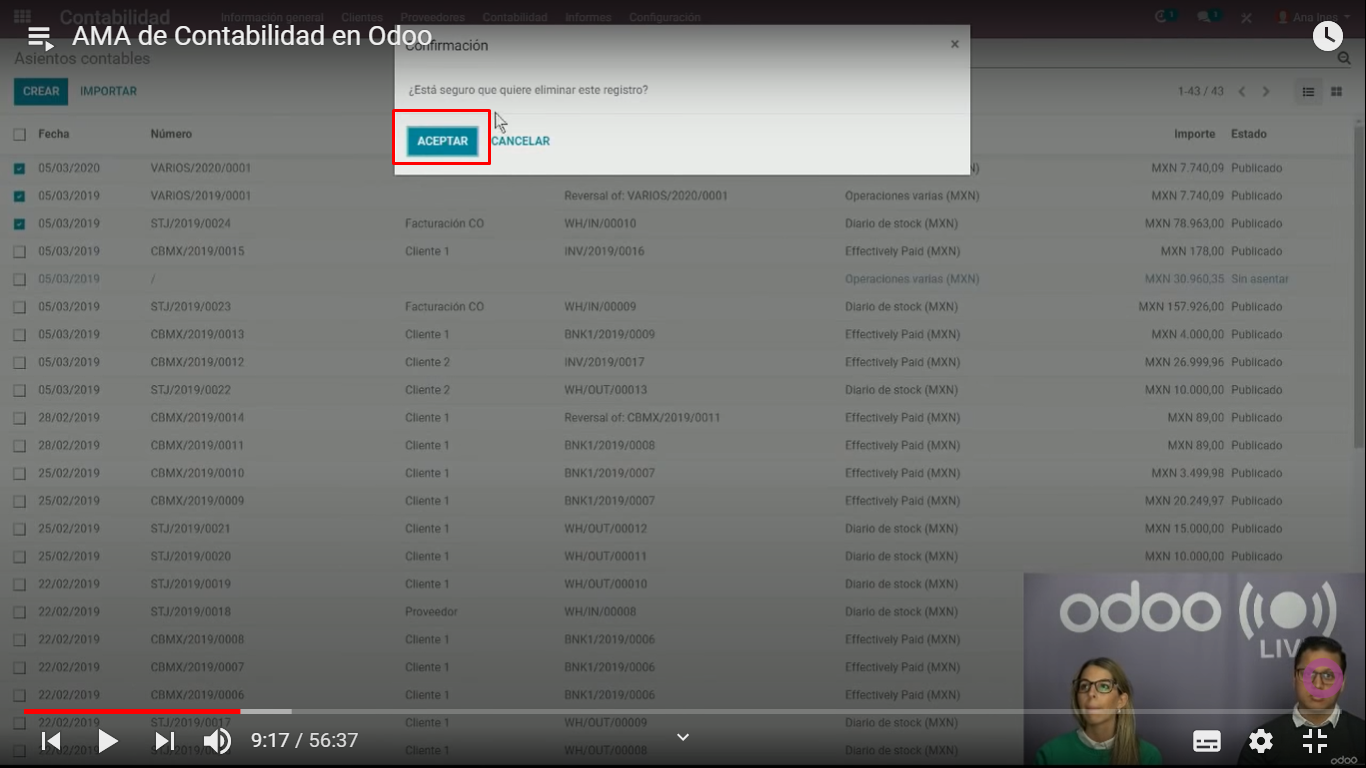 Contabilidad Información general Clientes Proveedores Contabilidad Informes Configuración 1 1 Ana Ines
AMA de Contabilidad en Odoo
Confirmación ×
Asientos contables
¿Está seguro que quiere eliminar este registro?
CREAR IMPORTAR 1-43 / 43
ACEPTAR CANCELAR
Fecha Número Importe Estado
05/03/2020 VARIOS/2020/0001 MXN 7.740,09 Publicado
05/03/2019 VARIOS/2019/0001 Reversal of: VARIOS/2020/0001 Operaciones varias (MXN) MXN 7.740,09 Publicado
05/03/2019 STJ/2019/0024 Facturación CO WH/IN/00010 Diario de stock (MXN) MXN 78.963,00 Publicado
05/03/2019 CBMX/2019/0015 Cliente 1 INV/2019/0016 Effectively Paid (MXN) MXN 178,00 Publicado
05/03/2019 / Operaciones varias (MXN) MXN 30.960,35 Sin asentar
05/03/2019 STJ/2019/0023 Facturación CO WH/IN/00009 Diario de stock (MXN) MXN 157.926,00 Publicado
05/03/2019 CBMX/2019/0013 Cliente 1 BNK1/2019/0009 Effectively Paid (MXN) MXN 4.000,00 Publicado
05/03/2019 CBMX/2019/0012 Cliente 2 INV/2019/0017 Effectively Paid (MXN) MXN 26.999,96 Publicado
05/03/2019 STJ/2019/0022 Cliente 2 WH/OUT/00013 Diario de stock (MXN) MXN 10.000,00 Publicado
28/02/2019 CBMX/2019/0014 Cliente 1 Reversal of: CBMX/2019/0011 Effectively Paid (MXN) MXN 89,00 Publicado
28/02/2019 CBMX/2019/0011 Cliente 1 BNK1/2019/0008 Effectively Paid (MXN) MXN 89,00 Publicado
25/02/2019 CBMX/2019/0010 Cliente 1 BNK1/2019/0007 Effectively Paid (MXN) MXN 3.499,98 Publicado
25/02/2019 CBMX/2019/0009 Cliente 1 BNK1/2019/0007 Effectively Paid (MXN) MXN 20.249,97 Publicado
25/02/2019 STJ/2019/0021 Cliente 1 WH/OUT/00012 Diario de stock (MXN) MXN 15.000,00 Publicado
25/02/2019 STJ/2019/0020 Cliente 1 WH/OUT/00011 Diario de stock (MXN) MXN 10.000,00 Publicado
22/02/2019 STJ/2019/0019 Cliente 1 WH/OUT/00010 Diario de stock (MXN)
22/02/2019 STJ/2019/0018 Proveedor WH/IN/00008 Diario de stock (MXN)
22/02/2019 CBMX/2019/0008 Cliente 1 BNK1/2019/0006 Effectively Paid (MXN)
22/02/2019 CBMX/2019/0007 Cliente 1 BNK1/2019/0006 Effectively Paid (MXN)
22/02/2019 CBMX/2019/0006 Cliente 1 BNK1/2019/0006 Effectively Paid (MXN)
22/02/2019 STJ/2019/0017 Cliente 1 WH/OUT/00009 Diario de stock (MXN)
Cliente 1 WH/OUT/00008 Diario de stock (MXN)
odoo
LIV
9:17 / 56:37
odoo